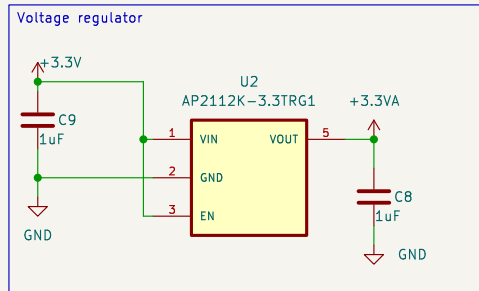 Voltage regulator
+3.3V
U2
AP2112K-3.3TRG1
+3.3VA
C9
1uF
1
VIN
VOUT
5
2
GND
3
EN
C8
1uF
GND
GND